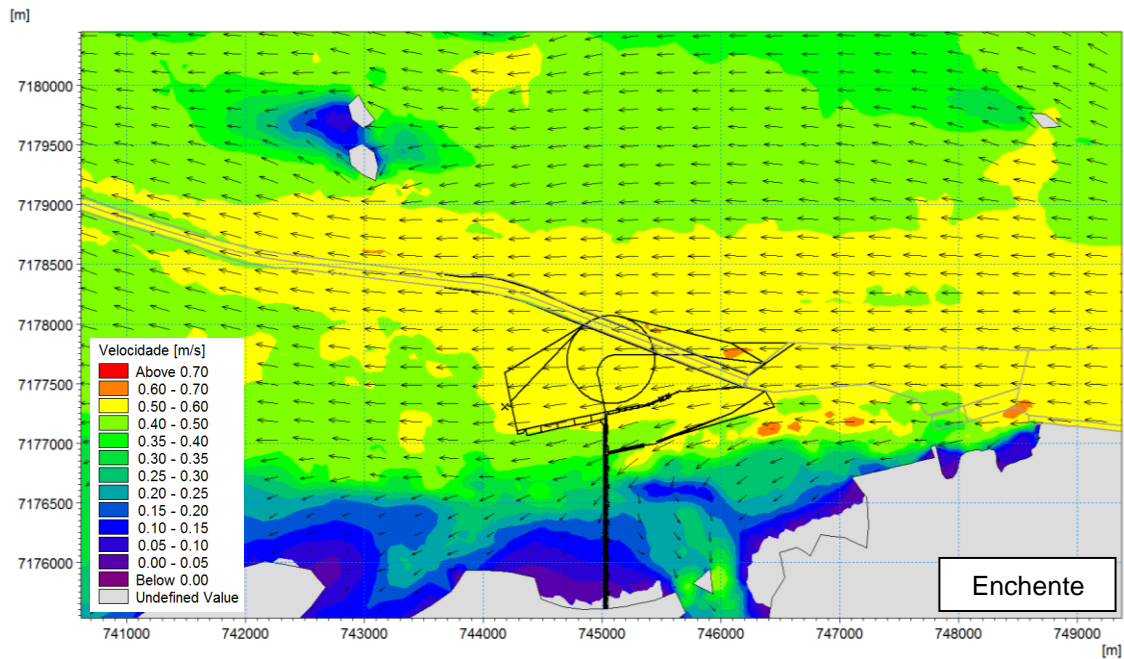 [m]
7180000
7179500
7179000
7178500
7178000
7177500
7177000
7176500
7176000
Velocidade [m/s]
Above 0.70
0.60 - 0.70
0.50 - 0.60
0.40 - 0.50
0.35 - 0.40
0.30 - 0.35
0.25 - 0.30
0.20 - 0.25
0.15 - 0.20
0.10 - 0.15
0.05 - 0.10
0.00 - 0.05
Below 0.00
Undefined Value
Enchente
741000 742000 743000 744000 745000 746000 747000 748000 749000
[m]